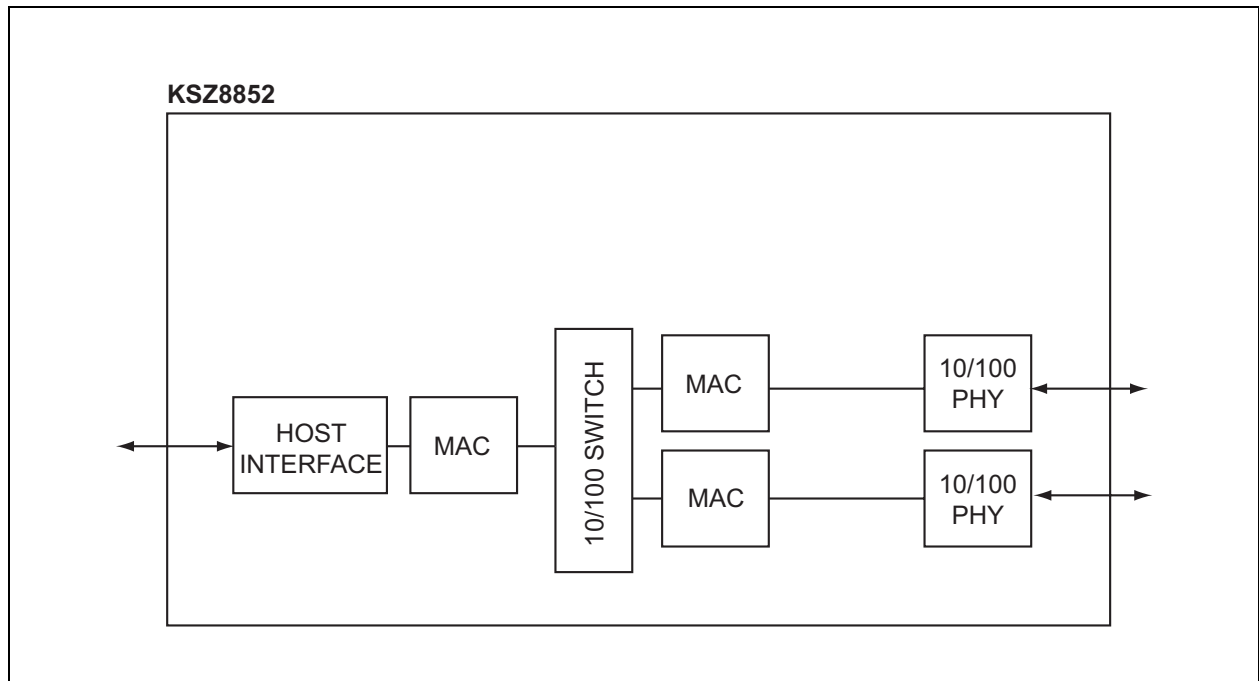 KSZ8852
HOST
INTERFACE
MAC
10/100 SWITCH
MAC
10/100
PHY
MAC
10/100
PHY